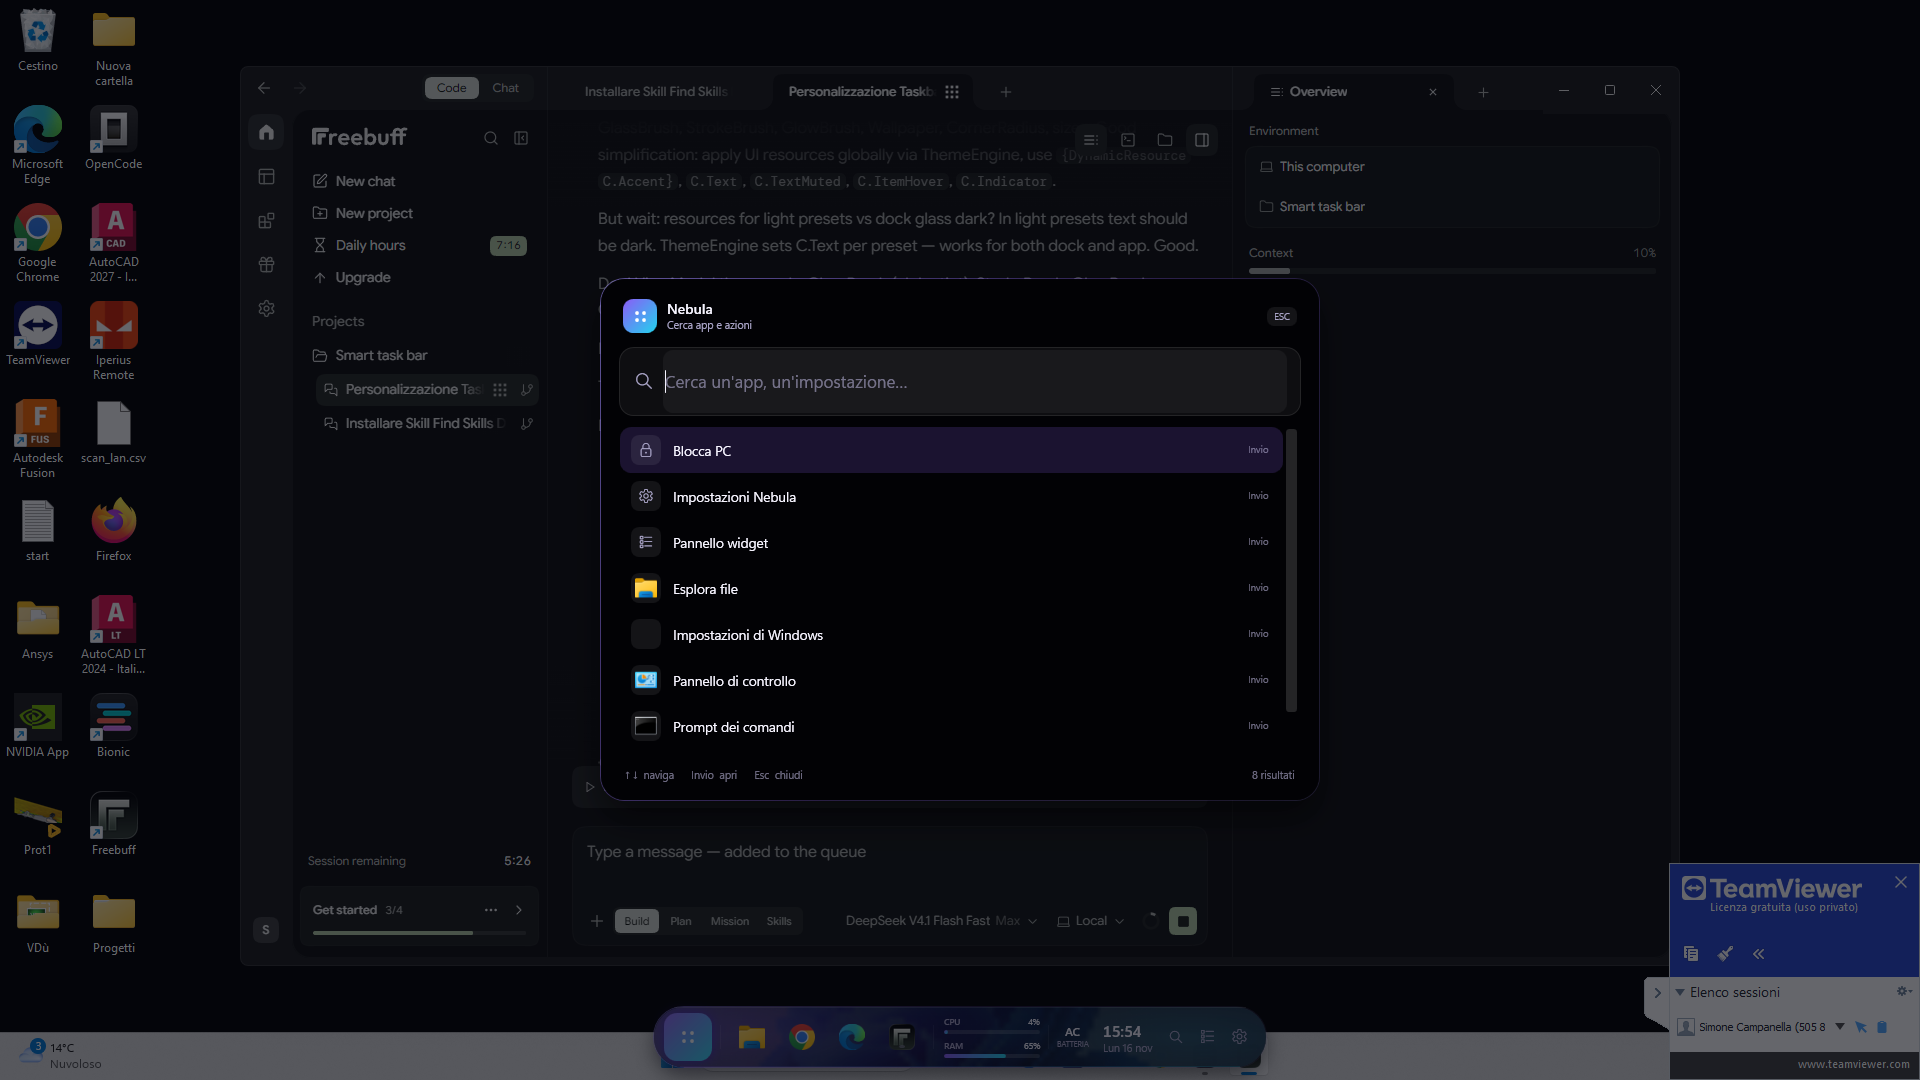 Cestino
Nuova
cartella
Microsoft
Edge
OpenCode
Google
Chrome
AutoCAD
2027 - I...
TeamViewer
Iperius
Remote
Autodesk
Fusion
scan_lan.csv
start
Firefox
Ansys
AutoCAD LT
2024 - Itali...
NVIDIA App
Bionic
Prot1
Freebuff
VDù
Progetti
Code
Chat
Freebuff
New chat
New project
Daily hours
7:16
Upgrade
Projects
Smart task bar
Personalizzazione Tas
Installare Skill Find Skills D
Session remaining
5:26
Get started
3/4
S
Installare Skill Find Skills
Personalizzazione Taskb
simplification: apply UI resources globally via ThemeEngine, use {DynamicResource
C.Accent}, C.Text, C.TextMuted, C.ItemHover, C.Indicator.
But wait: resources for light presets vs dock glass dark? In light presets text should
be dark. ThemeEngine sets C.Text per preset — works for both dock and app. Good.
Overview
Environment
This computer
Smart task bar
Context
10%
Nebula
Cerca app e azioni
ESC
Cerca un'app, un'impostazione...
Blocca PC
Invio
Impostazioni Nebula
Invio
Pannello widget
Invio
Esplora file
Invio
Impostazioni di Windows
Invio
Pannello di controllo
Invio
Prompt dei comandi
Invio
↑↓ naviga
Invio apri
Esc chiudi
8 risultati
Type a message — added to the queue
Build
Plan
Mission
Skills
DeepSeek V4.1 Flash Fast Max
Local
TeamViewer
Licenza gratuita (uso privato)
Elenco sessioni
Simone Campanella (505 8
www.teamviewer.com
3
14°C
Nuvoloso
CPU
4%
RAM
65%
AC
BATTERIA
15:54
Lun 16 nov